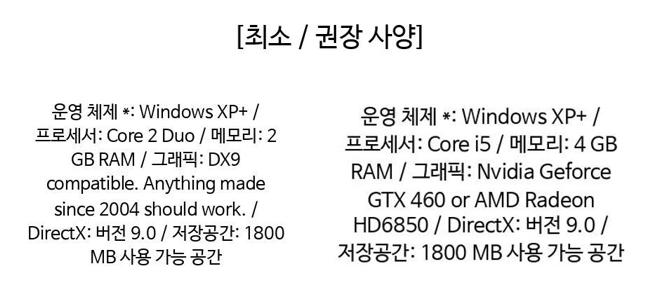 [최소 / 권장 사양]
운영 체제 *: Windows XP+ /
프로세서: Core 2 Duo / 메모리: 2
GB RAM / 그래픽: DX9
compatible. Anything made
since 2004 should work. /
DirectX: 버전 9.0 / 저장공간: 1800
MB 사용 가능 공간
운영 체제 *: Windows XP+ /
프로세서: Core i5 / 메모리: 4 GB
RAM / 그래픽: Nvidia Geforce
GTX 460 or AMD Radeon
HD6850 / DirectX: 버전 9.0 /
저장공간: 1800 MB 사용 가능 공간